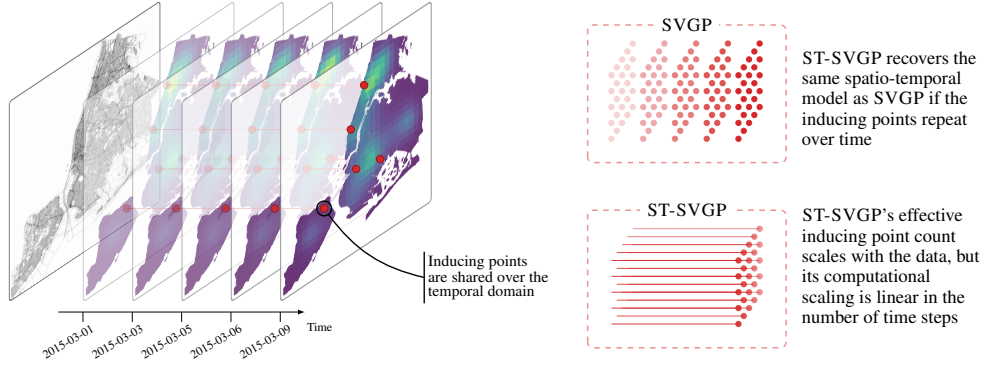 Inducing points
are shared over the
temporal domain
Time
2015-03-01
2015-03-03
2015-03-05
2015-03-06
2015-03-09
SVGP
ST-SVGP recovers the
same spatio-temporal
model as SVGP if the
inducing points repeat
over time
ST-SVGP
ST-SVGP's effective
inducing point count
scales with the data, but
its computational
scaling is linear in the
number of time steps